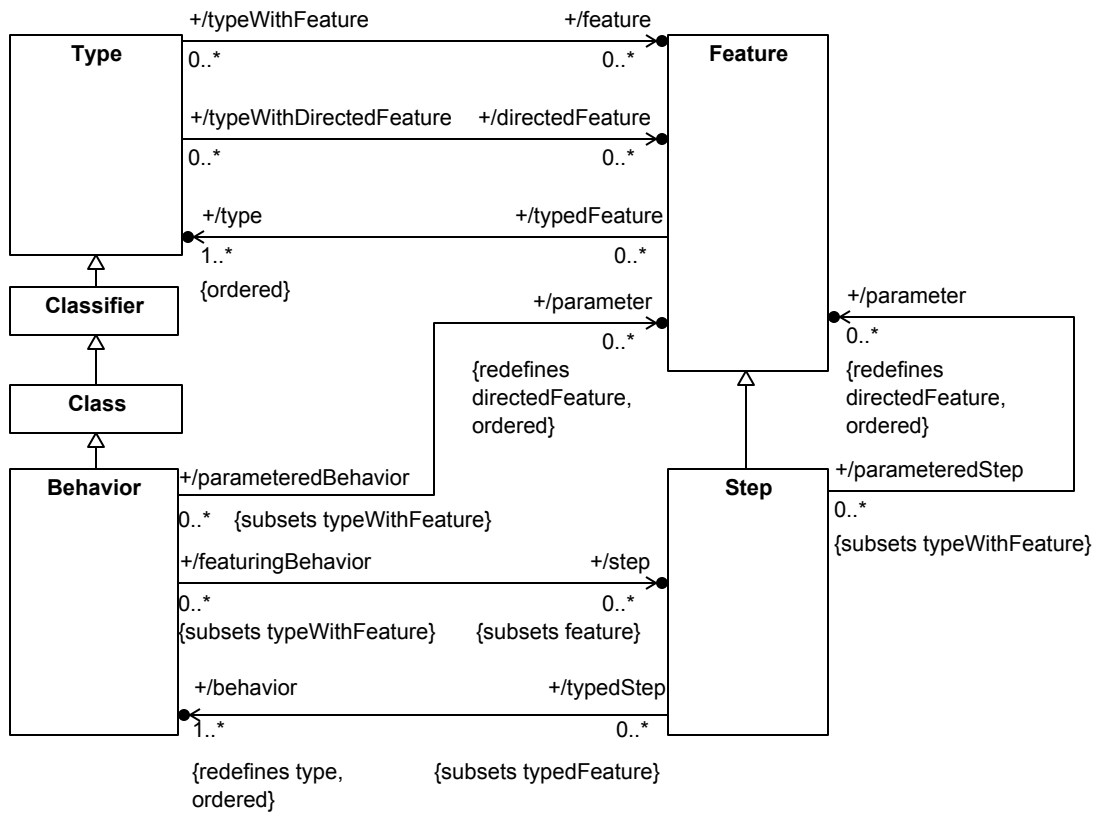 +/typeWithFeature
+/feature
Type
Feature
0..*
0..*
+/typeWithDirectedFeature
+/directedFeature
0..*
0..*
+/type
+/typedFeature
1..*
0..*
{ordered}
Classifier
+/parameter
+/parameter
0..*
0..*
{redefines
directedFeature,
ordered}
{redefines
directedFeature,
ordered}
Class
Behavior
+/parameteredBehavior
Step
+/parameteredStep
0..*
{subsets typeWithFeature}
0..*
{subsets typeWithFeature}
+/featuringBehavior
+/step
0..*
0..*
{subsets typeWithFeature}
{subsets feature}
+/behavior
+/typedStep
1..*
0..*
{redefines type,
ordered}
{subsets typedFeature}